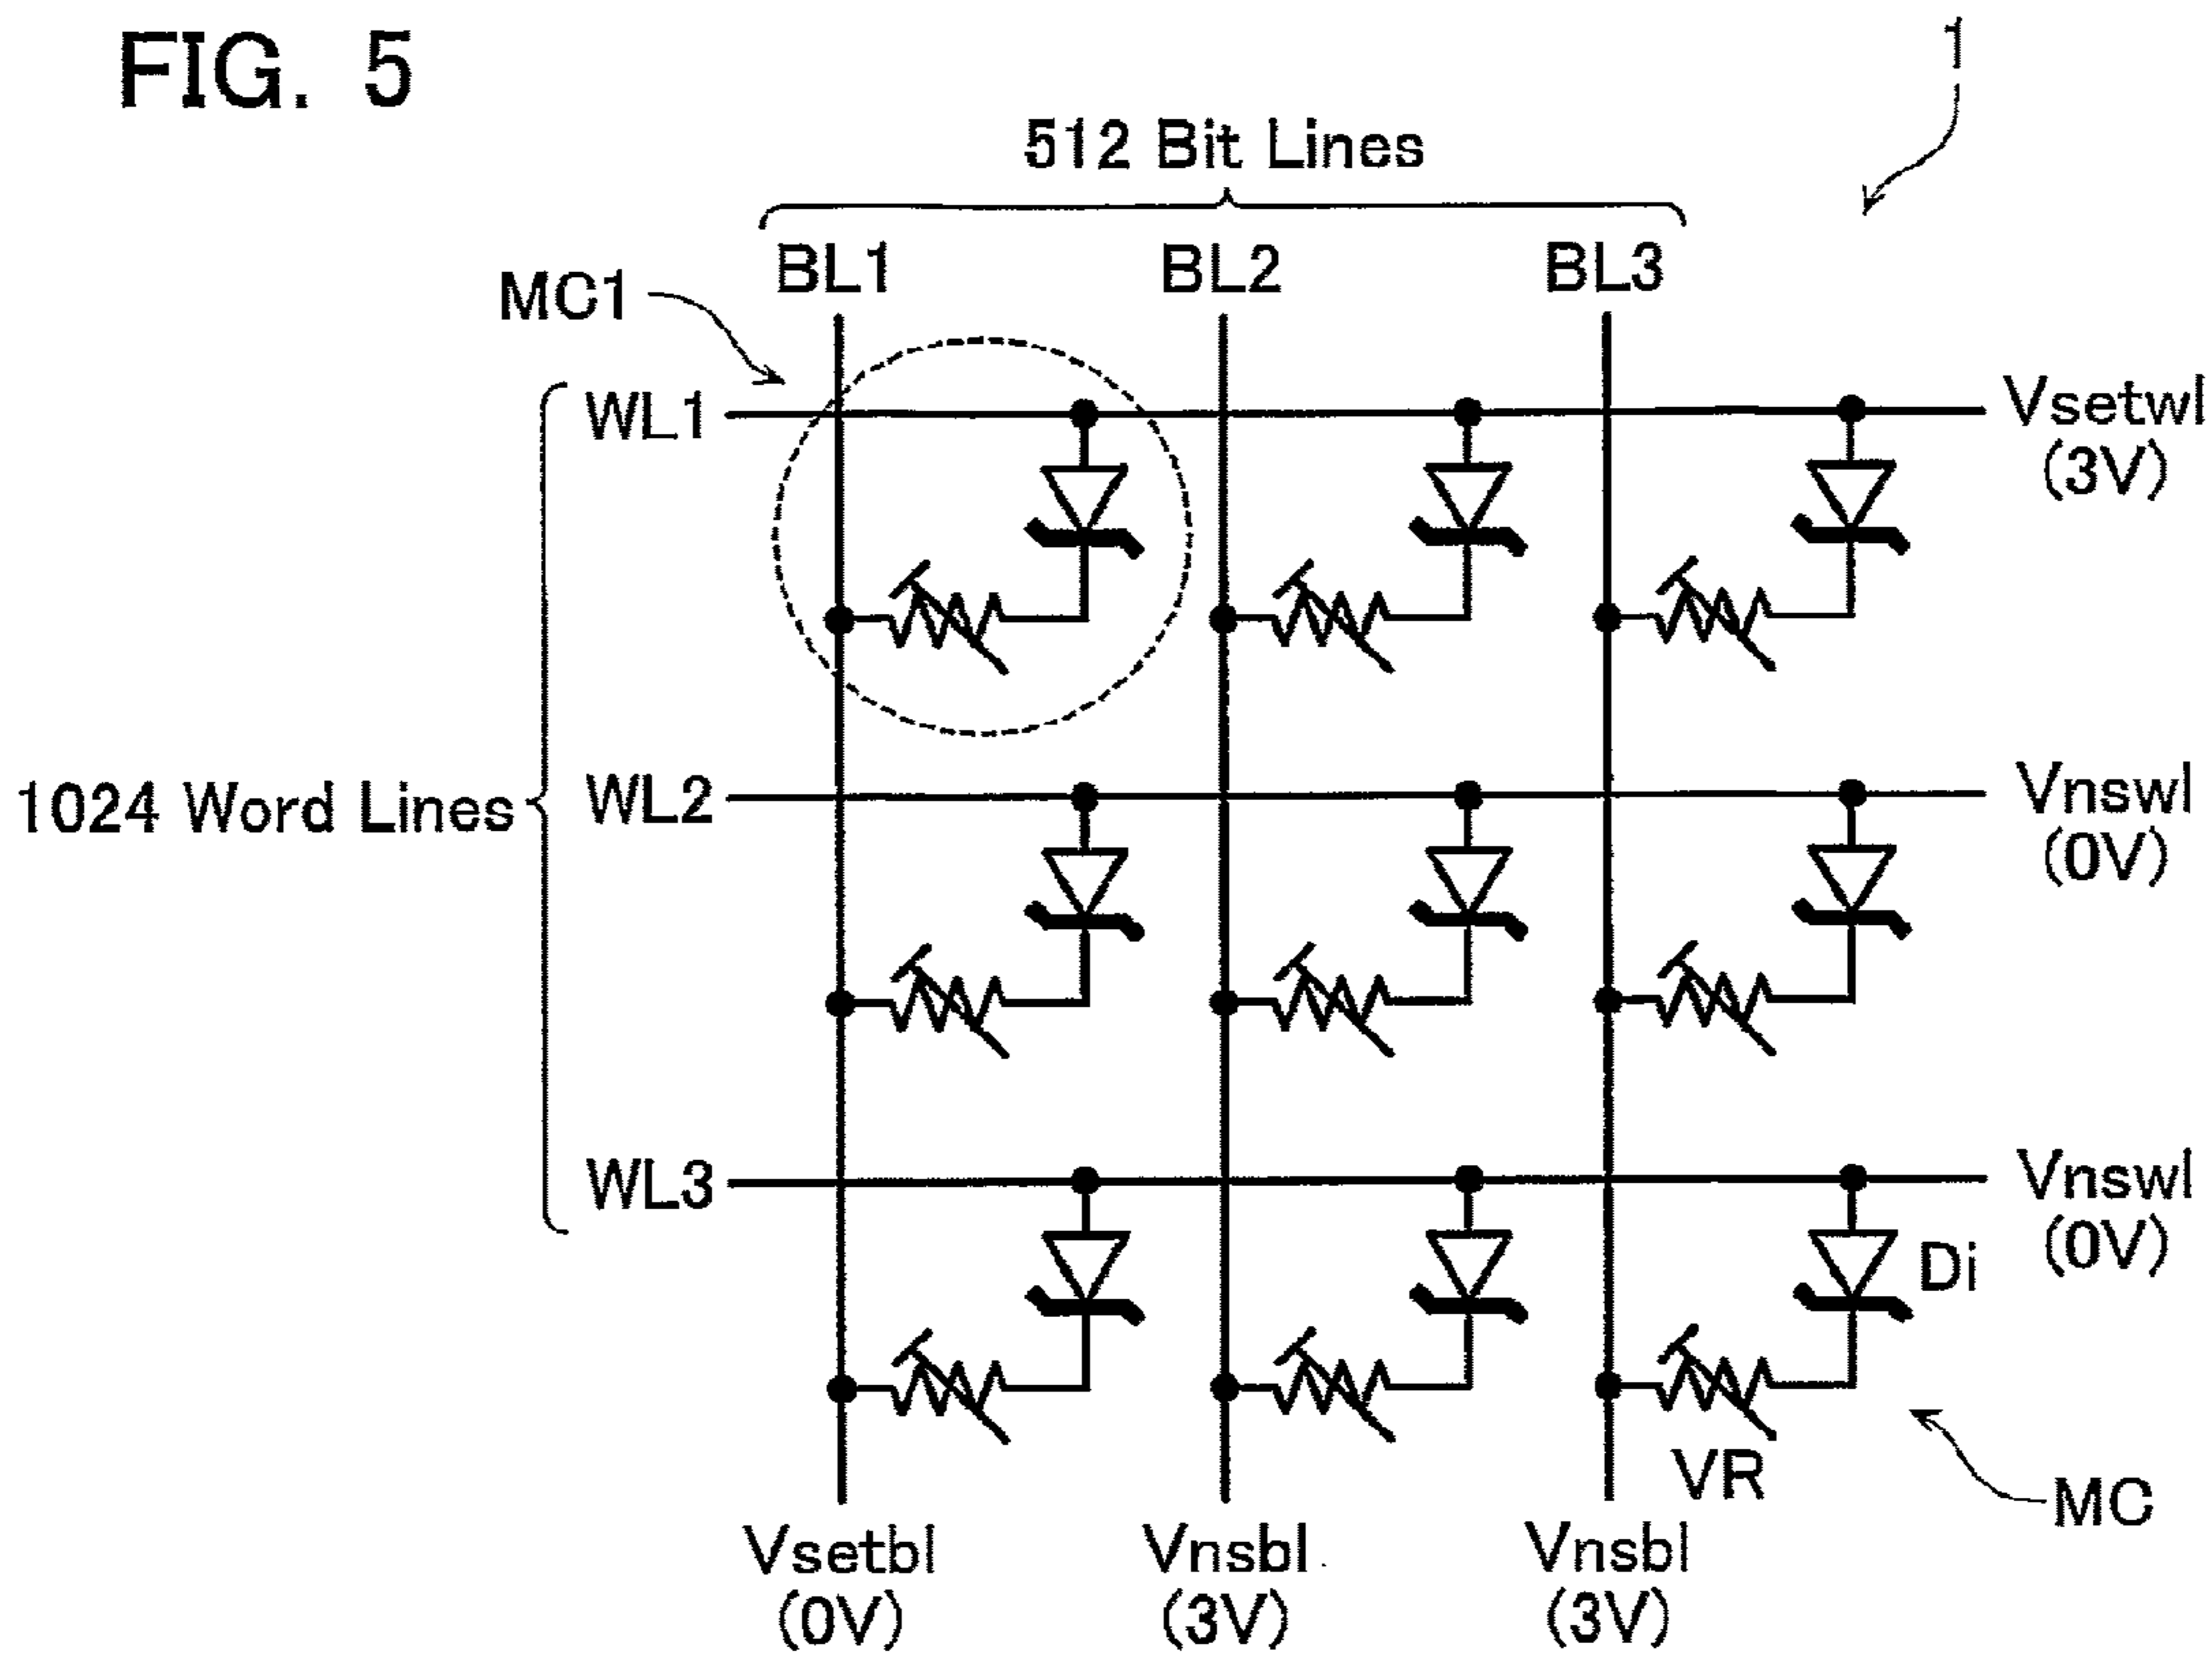 FIG. 5
1
512 Bit Lines
BL1 BL2 BL3
MC1
WL1
Vsetwl
(3V)
1024 Word Lines
WL2
Vnswl
(0V)
WL3
Vnswl
(0V)
Di
VR
MC
Vsetbl
(0V)
Vnsbl
(3V)
Vnsbl
(3V)